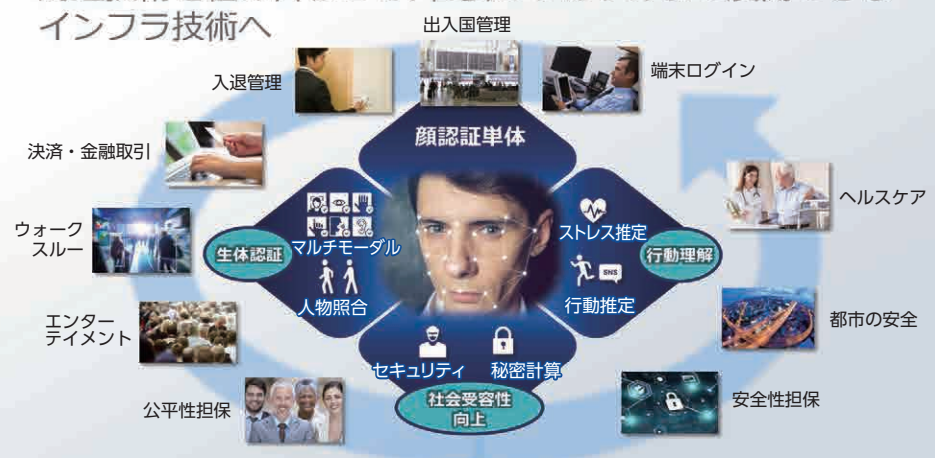 インフラ技術へ
出入国管理
入退管理
端末ログイン
決済・金融取引
顔認証単体
ヘルスケア
ウォーク
スルー
生体認証
マルチモーダル
ストレス推定
行動理解
SNS
人物照合
行動推定
エンター
テイメント
都市の安全
セキュリティ
秘密計算
公平性担保
社会受容性
向上
安全性担保